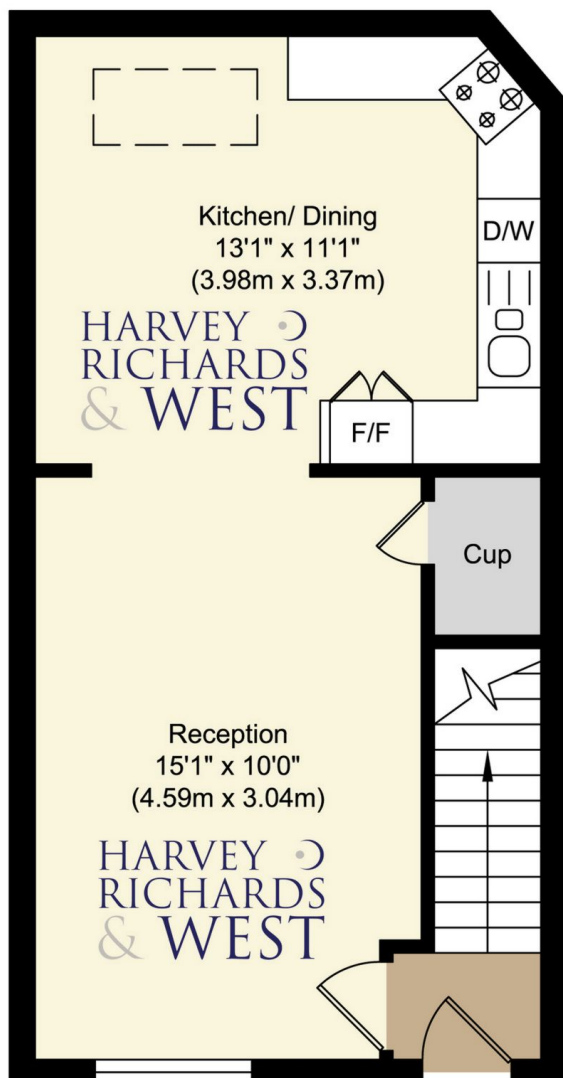 Kitchen/ Dining
13'1" x 11'1"
(3.98m x 3.37m)
D/W
HARVEY
RICHARDS
& WEST
F/F
Cup
Reception
15'1" x 10'0"
(4.59m x 3.04m)
HARVEY
RICHARDS
& WEST